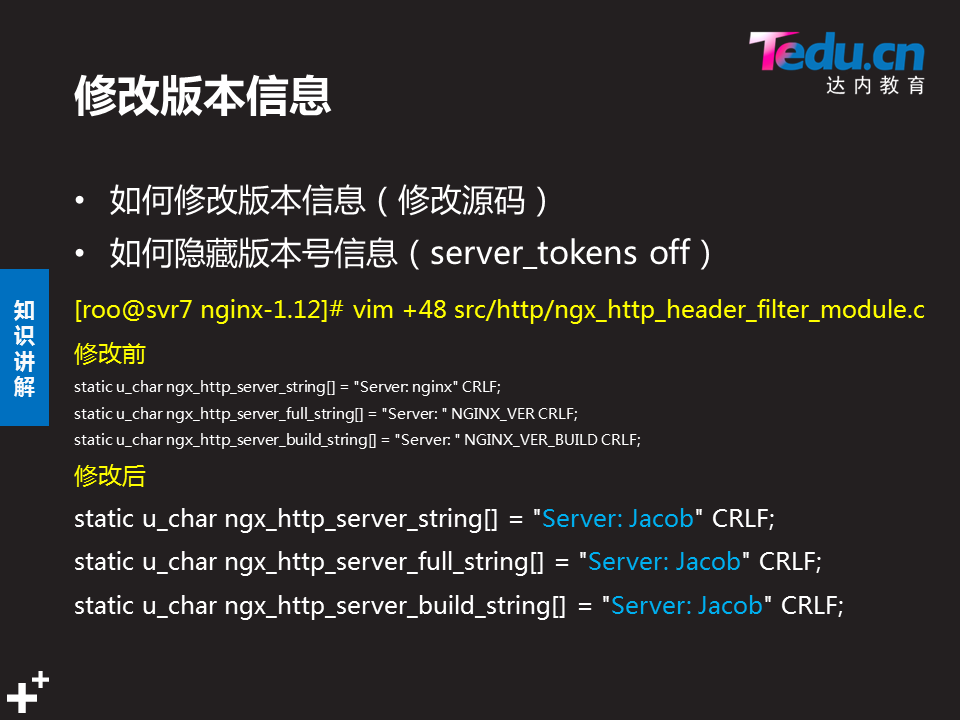 Tedu.cn
达内教育
修改版本信息
• 如何修改版本信息（修改源码）
• 如何隐藏版本号信息（server_tokens off）
知识讲解
[roo@svr7 nginx-1.12]# vim +48 src/http/ngx_http_header_filter_module.c
修改前
static u_char ngx_http_server_string[] = "Server: nginx" CRLF;
static u_char ngx_http_server_full_string[] = "Server: " NGINX_VER CRLF;
static u_char ngx_http_server_build_string[] = "Server: " NGINX_VER_BUILD CRLF;
修改后
static u_char ngx_http_server_string[] = "Server: Jacob" CRLF;
static u_char ngx_http_server_full_string[] = "Server: Jacob" CRLF;
static u_char ngx_http_server_build_string[] = "Server: Jacob" CRLF;